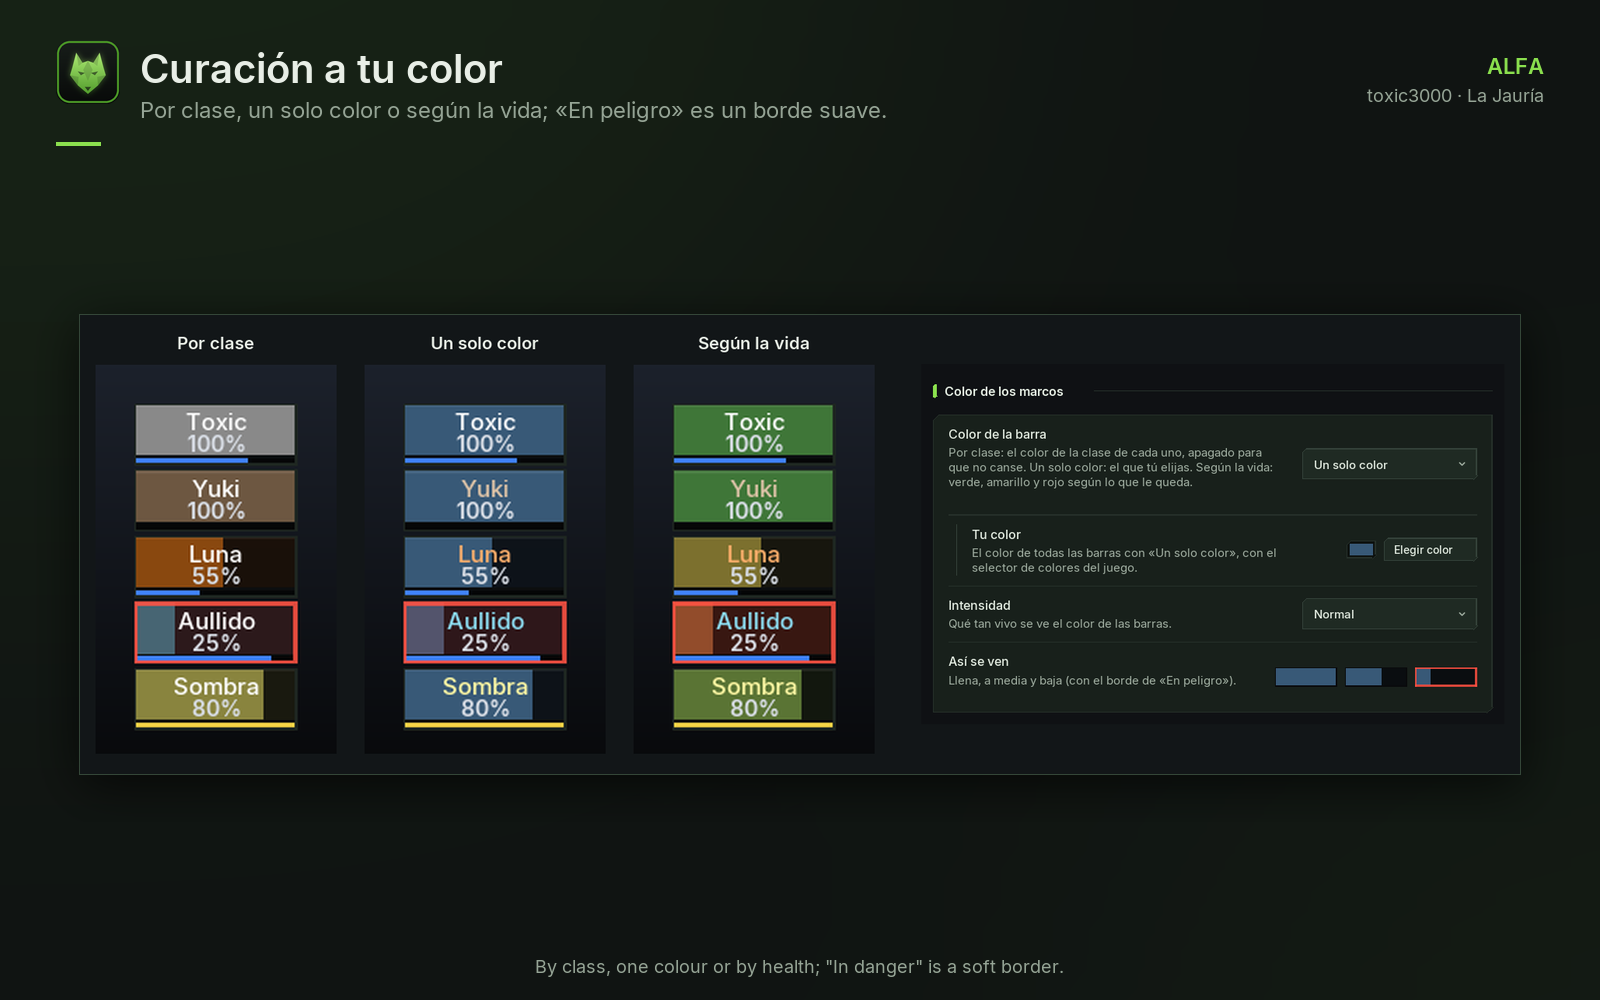 Curación a tu color
Por clase, un solo color o según la vida; «En peligro» es un borde suave.
ALFA
toxic3000 · La Jauría
Por clase
Toxic
100%
Yuki
100%
Luna
55%
Aullido
25%
Sombra
80%
Un solo color
Toxic
100%
Yuki
100%
Luna
55%
Aullido
25%
Sombra
80%
Según la vida
Toxic
100%
Yuki
100%
Luna
55%
Aullido
25%
Sombra
80%
Color de los marcos
Color de la barra
Por clase: el color de la clase de cada uno, apagado para
que no canse. Un solo color: el que tú elijas. Según la vida:
verde, amarillo y rojo según lo que le queda.
Un solo color
Tu color
El color de todas las barras con «Un solo color», con el
selector de colores del juego.
Elegir color
Intensidad
Qué tan vivo se ve el color de las barras.
Normal
Así se ven
Llena, a media y baja (con el borde de «En peligro»).
By class, one colour or by health; "In danger" is a soft border.